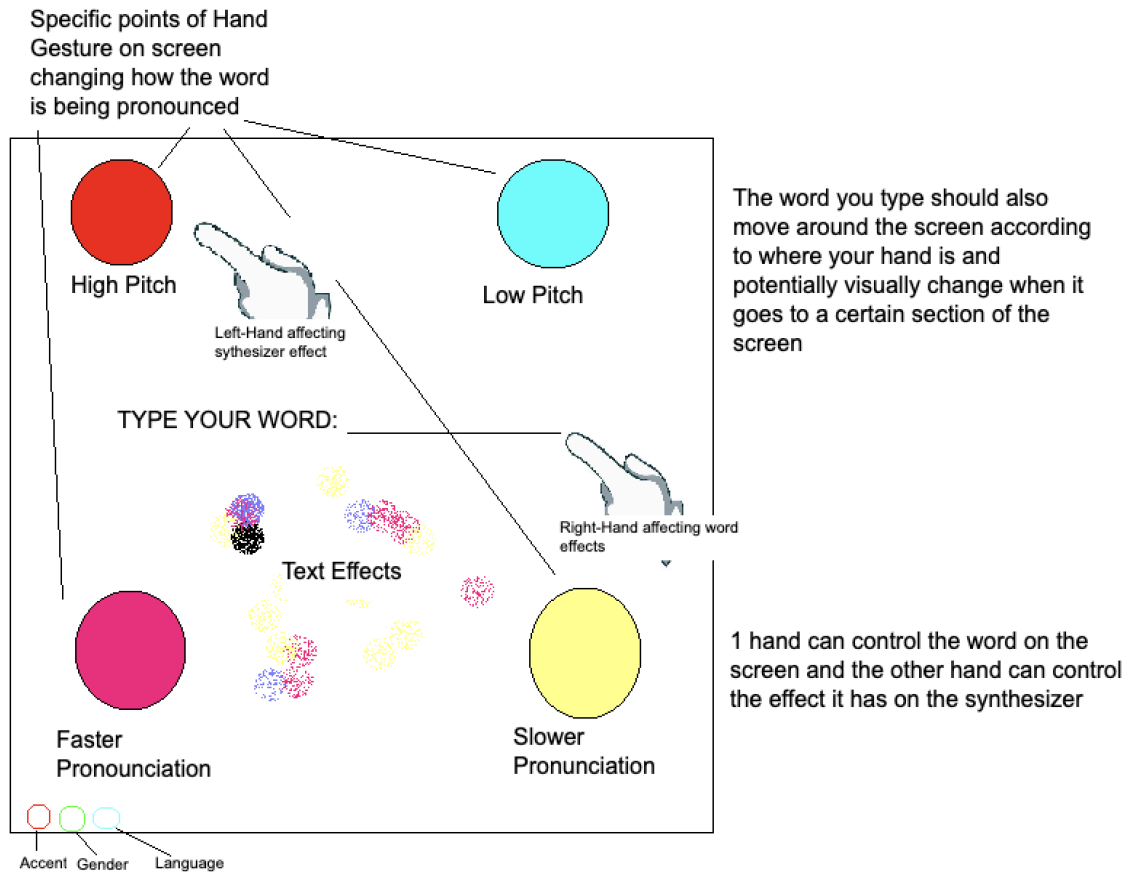 Specific points of Hand
Gesture on screen
changing how the word
is being pronounced
High Pitch
Low Pitch
Left-Hand affecting
sythesizer effect
The word you type should also
move around the screen according
to where your hand is and
potentially visually change when it
goes to a certain section of the
screen
TYPE YOUR WORD:
Right-Hand affecting word
effects
Text Effects
1 hand can control the word on the
screen and the other hand can control
the effect it has on the synthesizer
Faster
Pronounciation
Slower
Pronunciation
Accent
Gender
Language